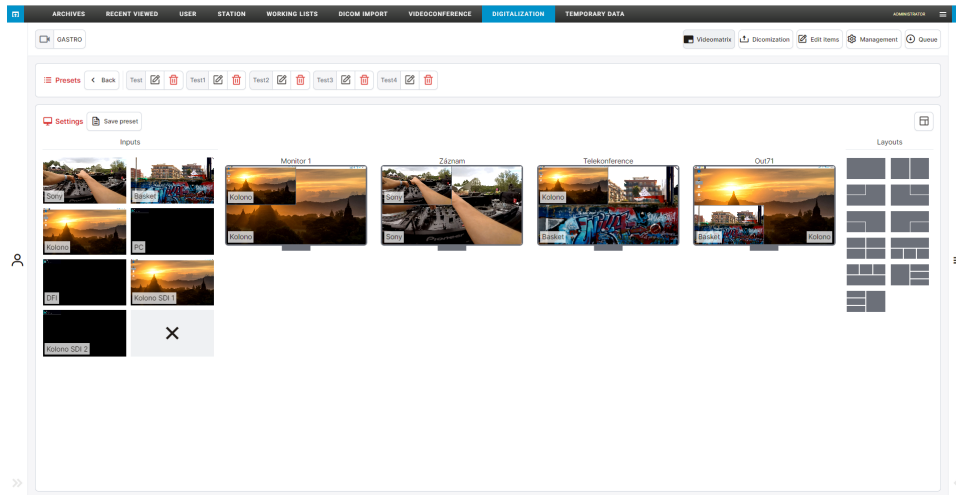 ARCHIVES RECENT VIEWED USER STATION WORKING LISTS DICOM IMPORT VIDEOCONFERENCE DIGITALIZATION TEMPORARY DATA ADMINISTRATOR
GASTRO Videomatrix Dicomization Edit items Management Queue
Presets Back Test Test1 Test2 Test3 Test4
Settings Save preset
Inputs Layouts
Monitor 1 Záznam Telekonference Out71
Sony Basket Kolono Sony Kolono
Kolono PC Kolono Sony Basket Basket Kolono
DFI Kolono SDI 1
Kolono SDI 2